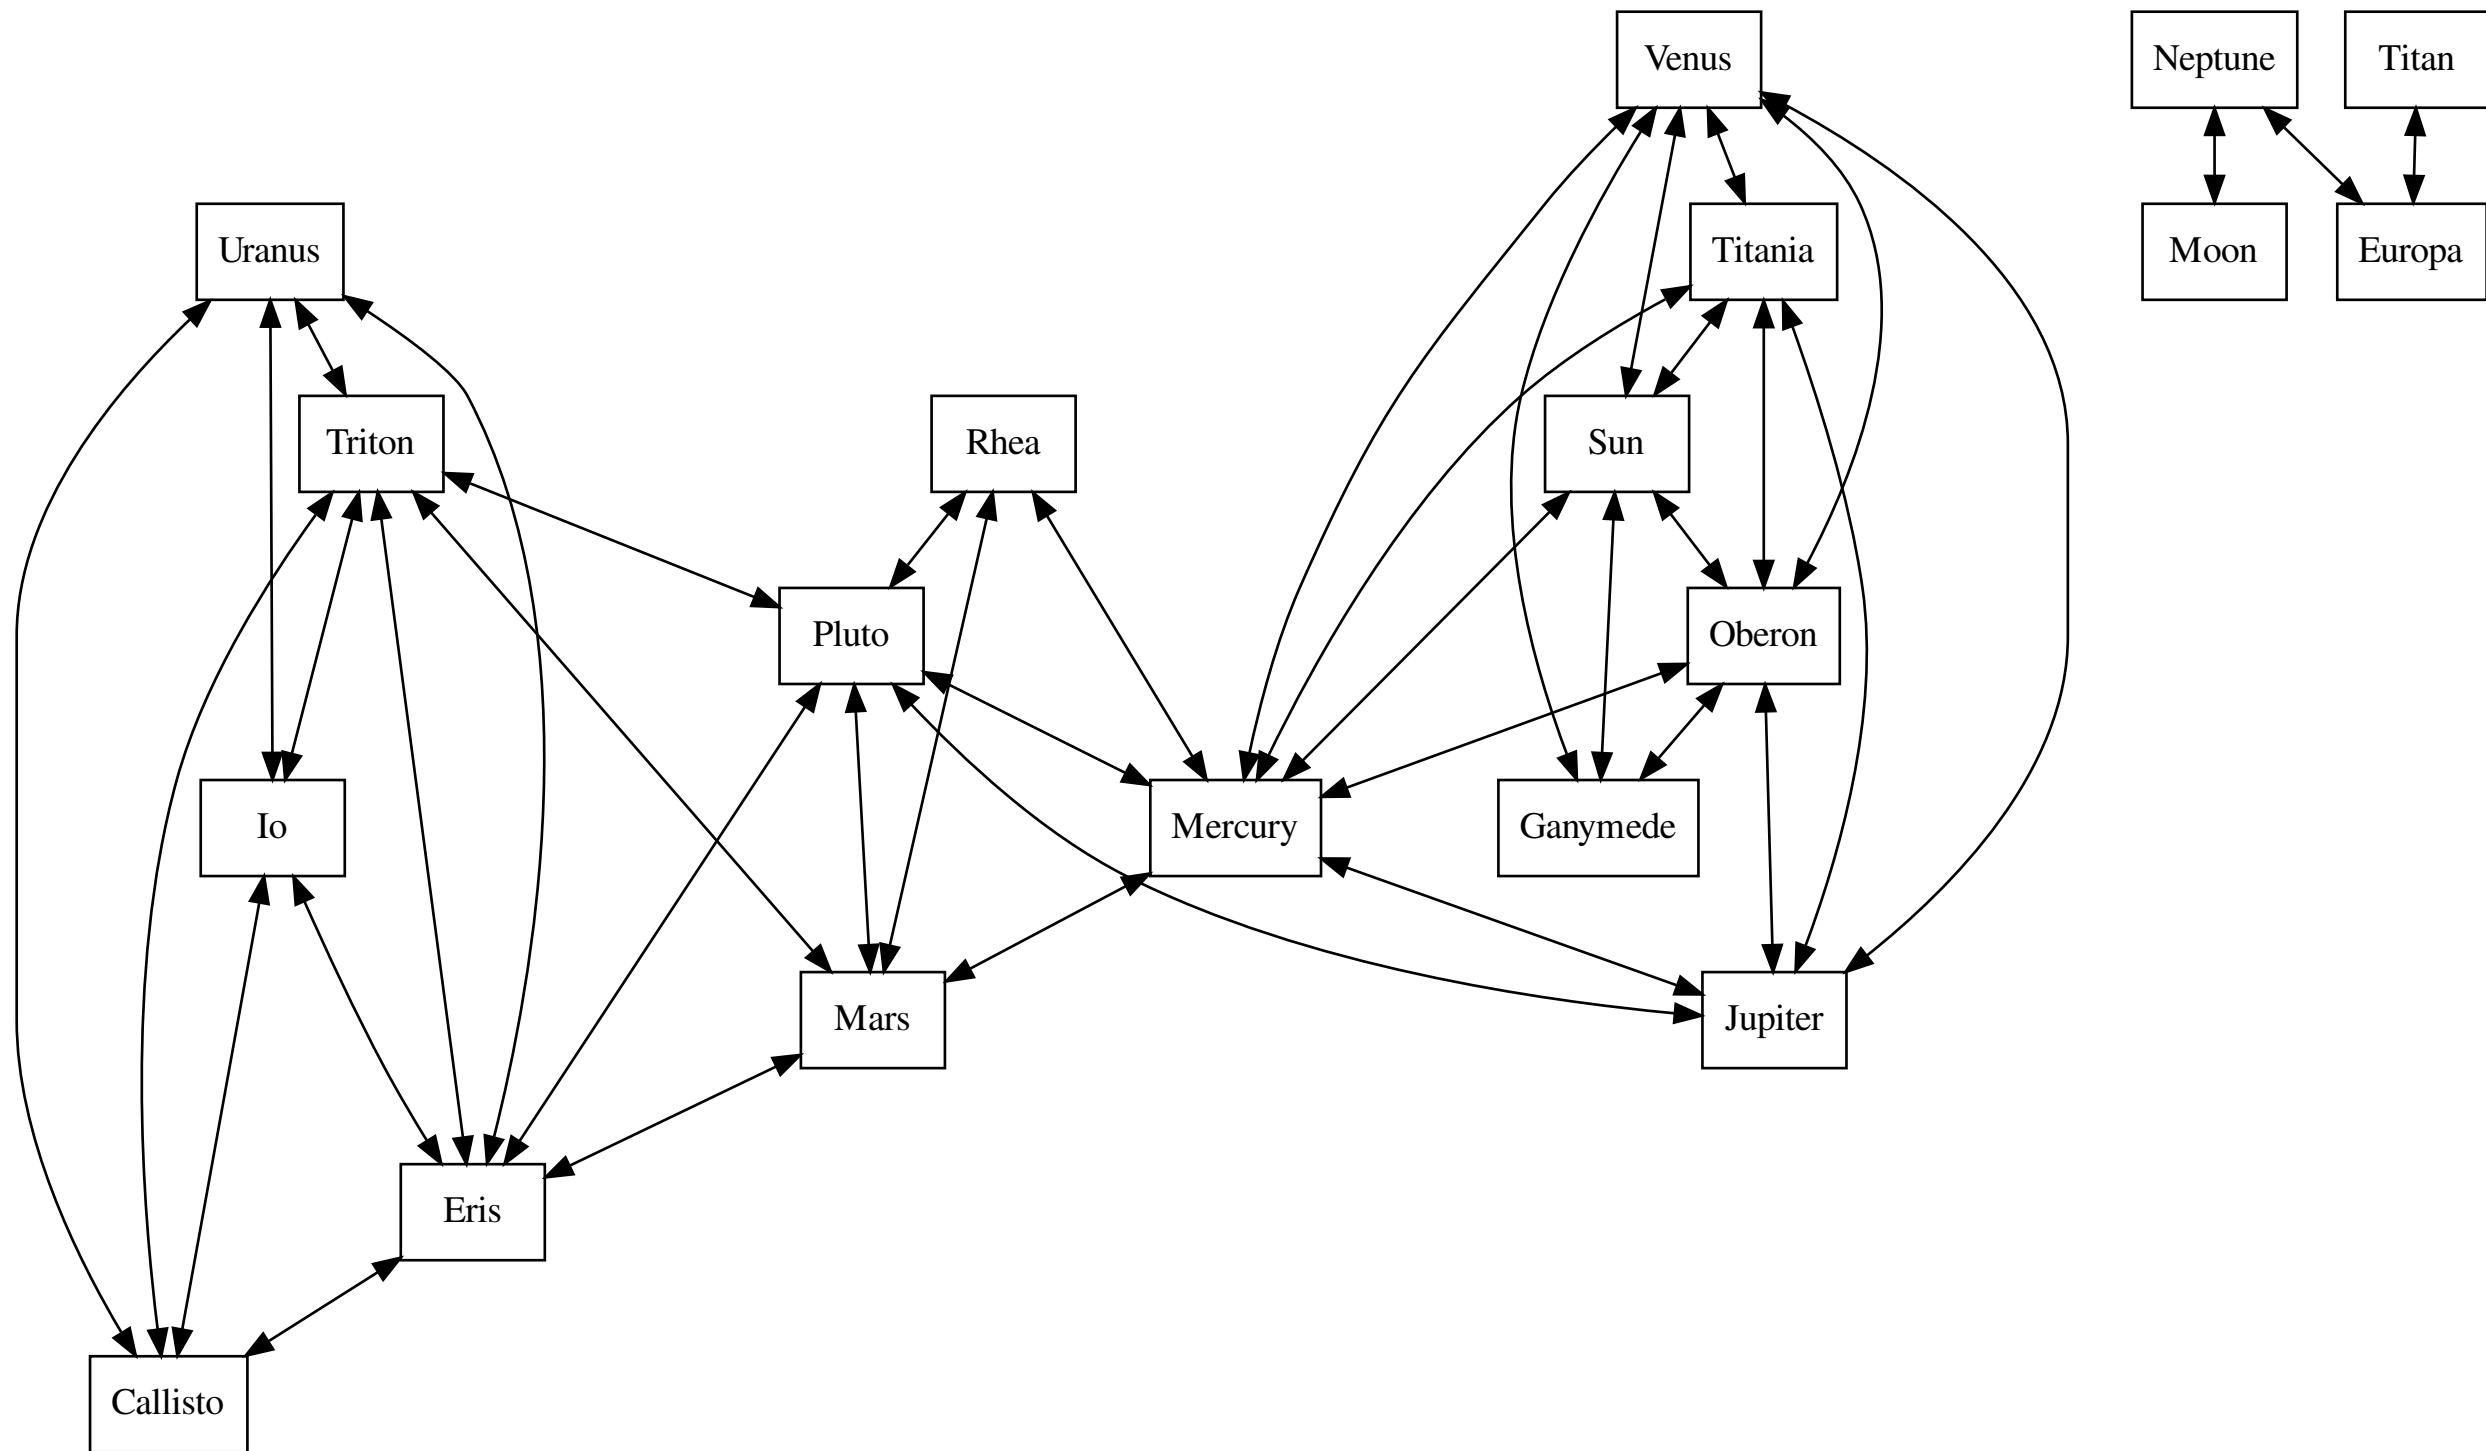 Venus
Neptune
Titan
Uranus
Titania
Moon
Europa
Triton
Rhea
Sun
Pluto
Oberon
Io
Mercury
Ganymede
Mars
Jupiter
Eris
Callisto